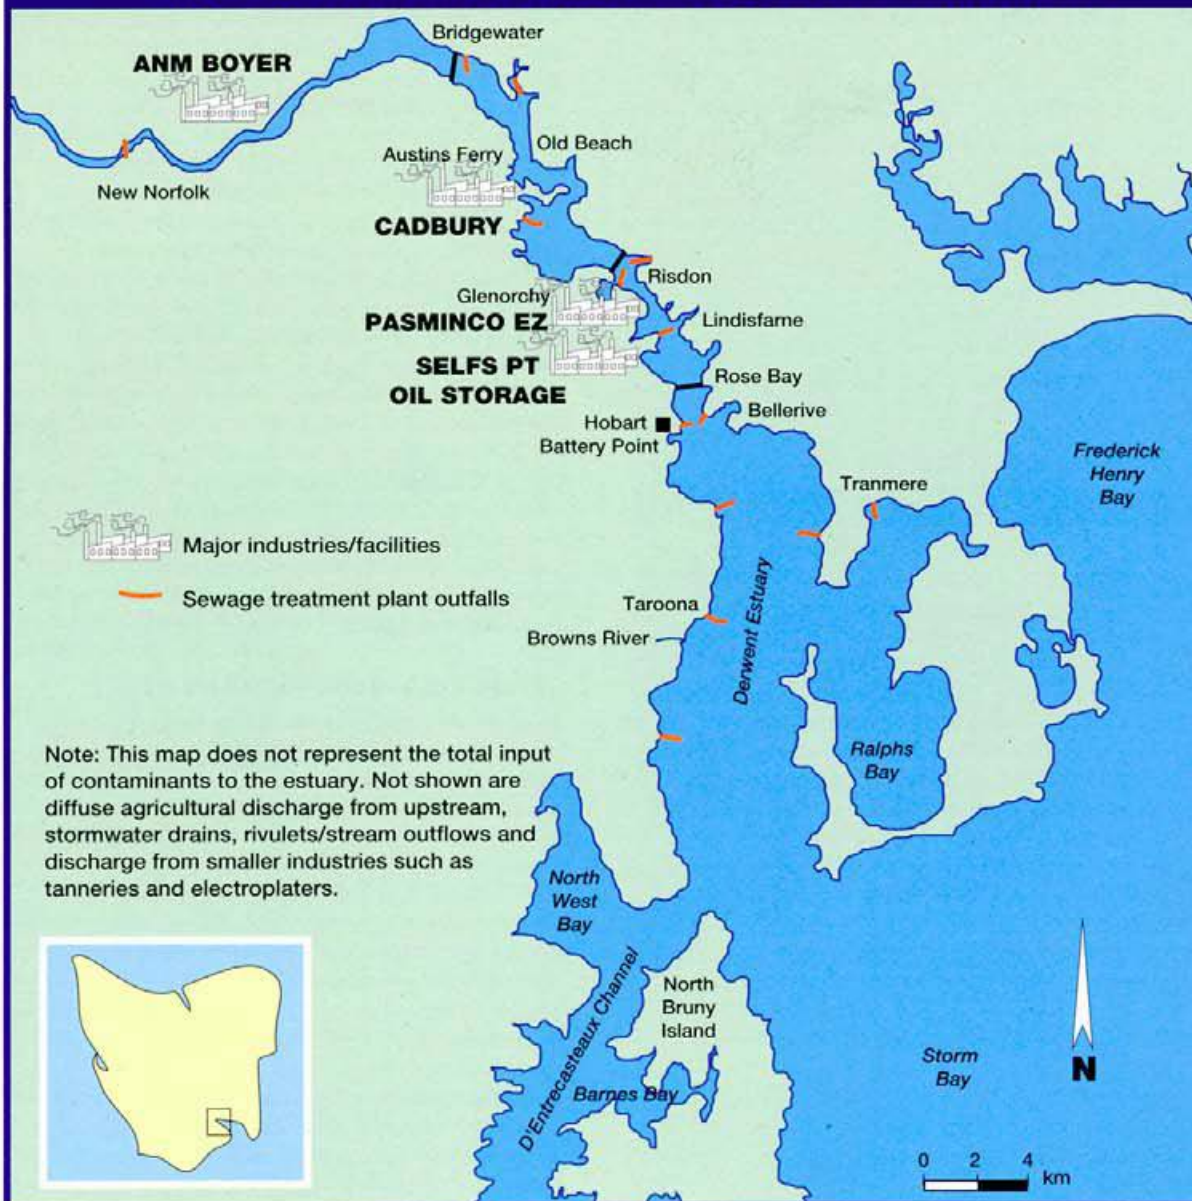 Bridgewater
ANM BOYER
Old Beach
Austins Ferry
New Norfolk
CADBURY
Risdon
Glenorchy
PASMINCO EZ
Lindisfarne
SELFS PT
OIL STORAGE
Rose Bay
Bellerive
Hobart
Battery Point
Frederick
Henry
Bay
Tranmere
Major industries/facilities
Sewage treatment plant outfalls
Taroona
Browns River
Derwent Estuary
Ralphs
Bay
Note: This map does not represent the total input
of contaminants to the estuary. Not shown are
diffuse agricultural discharge from upstream,
stormwater drains, rivulets/stream outflows and
discharge from smaller industries such as
tanneries and electroplaters.
North
West
Bay
D'Entrecasteaux Channel
North
Bruny
Island
Barnes Bay
Storm
Bay
N
0 2 4
km